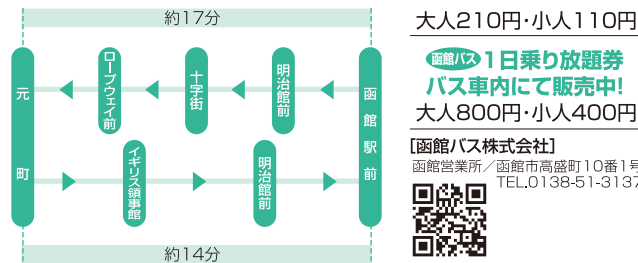 約17分
元町
ロープウェイ前
十字街
明治館前
函館駅前
イギリス領事館
明治館前
約14分
大人210円・小人110円
函館バス 1日乗り放題券
バス車内にて販売中!
大人800円・小人400円
[函館バス株式会社]
函館営業所／函館市高盛町10番1号
TEL.0138-51-3137